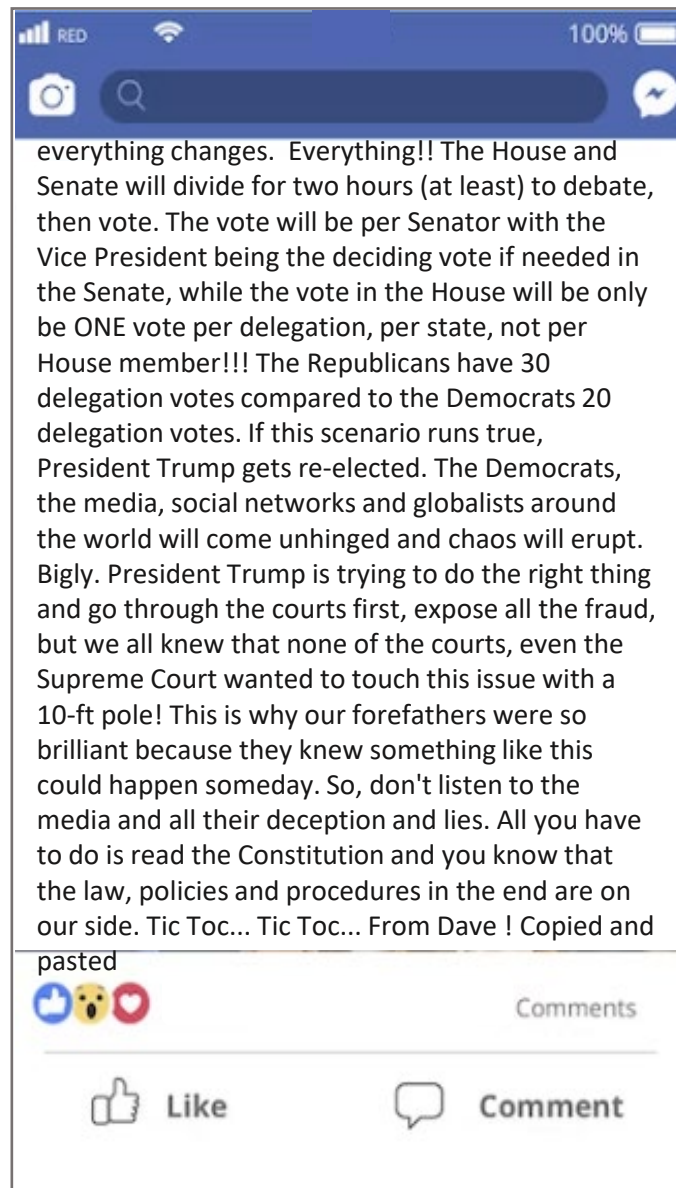 RED
100%
everything changes.  Everything!! The House and
Senate will divide for two hours (at least) to debate,
then vote. The vote will be per Senator with the
Vice President being the deciding vote if needed in
the Senate, while the vote in the House will be only
be ONE vote per delegation, per state, not per
House member!!! The Republicans have 30
delegation votes compared to the Democrats 20
delegation votes. If this scenario runs true,
President Trump gets re-elected. The Democrats,
the media, social networks and globalists around
the world will come unhinged and chaos will erupt.
Bigly. President Trump is trying to do the right thing
and go through the courts first, expose all the fraud,
but we all knew that none of the courts, even the
Supreme Court wanted to touch this issue with a
10-ft pole! This is why our forefathers were so
brilliant because they knew something like this
could happen someday. So, don't listen to the
media and all their deception and lies. All you have
to do is read the Constitution and you know that
the law, policies and procedures in the end are on
our side. Tic Toc... Tic Toc... From Dave ! Copied and
pasted
Comments
Like
Comment